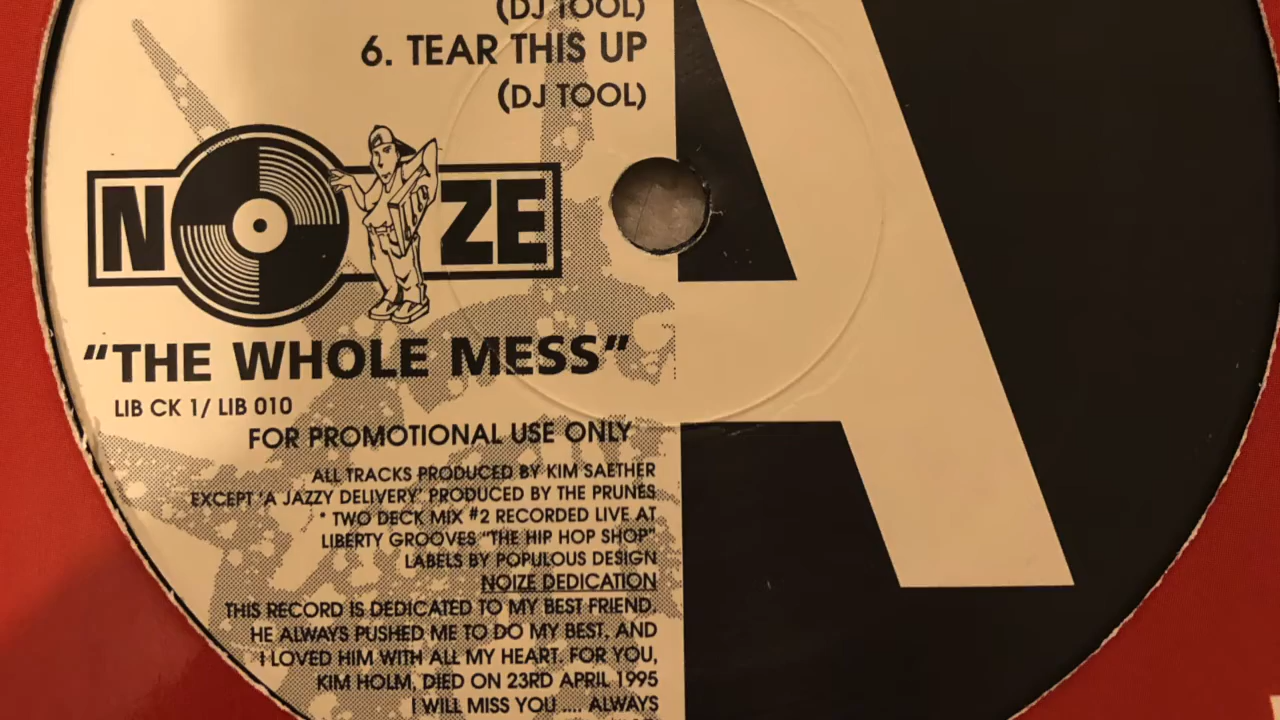 (DJ TOOL)
6. TEAR THIS UP
(DJ TOOL)
NOIZE
"THE WHOLE MESS"
LIB CK 1/ LIB 010
FOR PROMOTIONAL USE ONLY
ALL TRACKS PRODUCED BY KIM SAETHER
EXCEPT 'A JAZZY DELIVERY' PRODUCED BY THE PRUNES
* TWO DECK MIX #2 RECORDED LIVE AT
LIBERTY GROOVES "THE HIP HOP SHOP"
LABELS BY POPULOUS DESIGN
NOIZE DEDICATION
THIS RECORD IS DEDICATED TO MY BEST FRIEND.
HE ALWAYS PUSHED ME TO DO MY BEST, AND
I LOVED HIM WITH ALL MY HEART. FOR YOU,
KIM HOLM, DIED ON 23RD APRIL 1995
I WILL MISS YOU .... ALWAYS
A